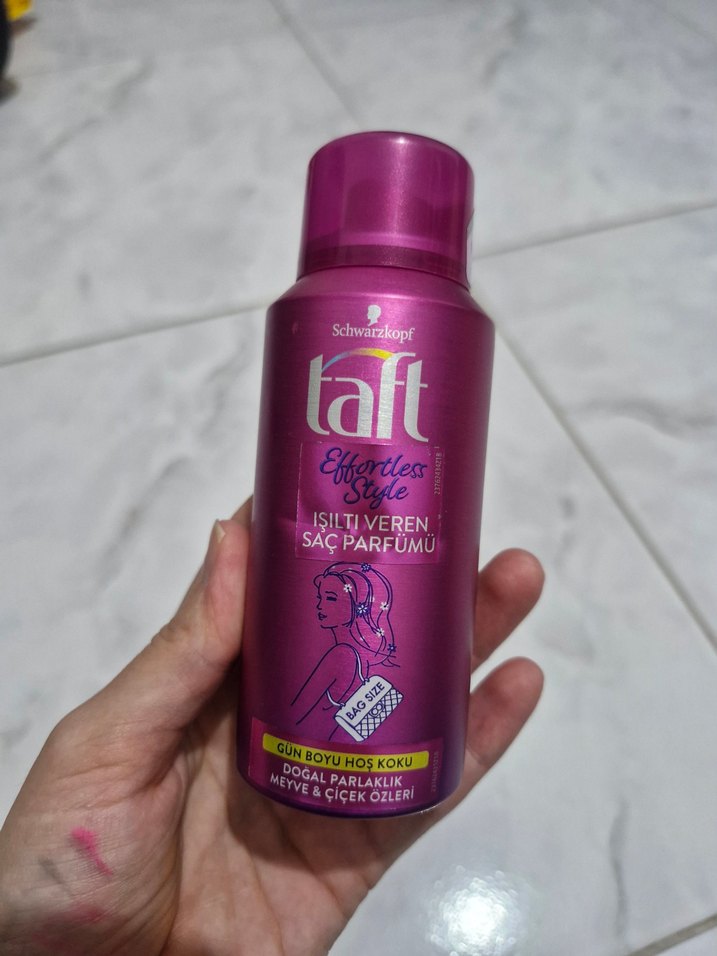 Schwarzkopf
taft
Effortless
Style
IŞILTI VEREN
SAÇ PARFÜMÜ
BAG SIZE
GÜN BOYU HOŞ KOKU
DOĞAL PARLAKLIK
MEYVE & ÇİÇEK ÖZLERİ